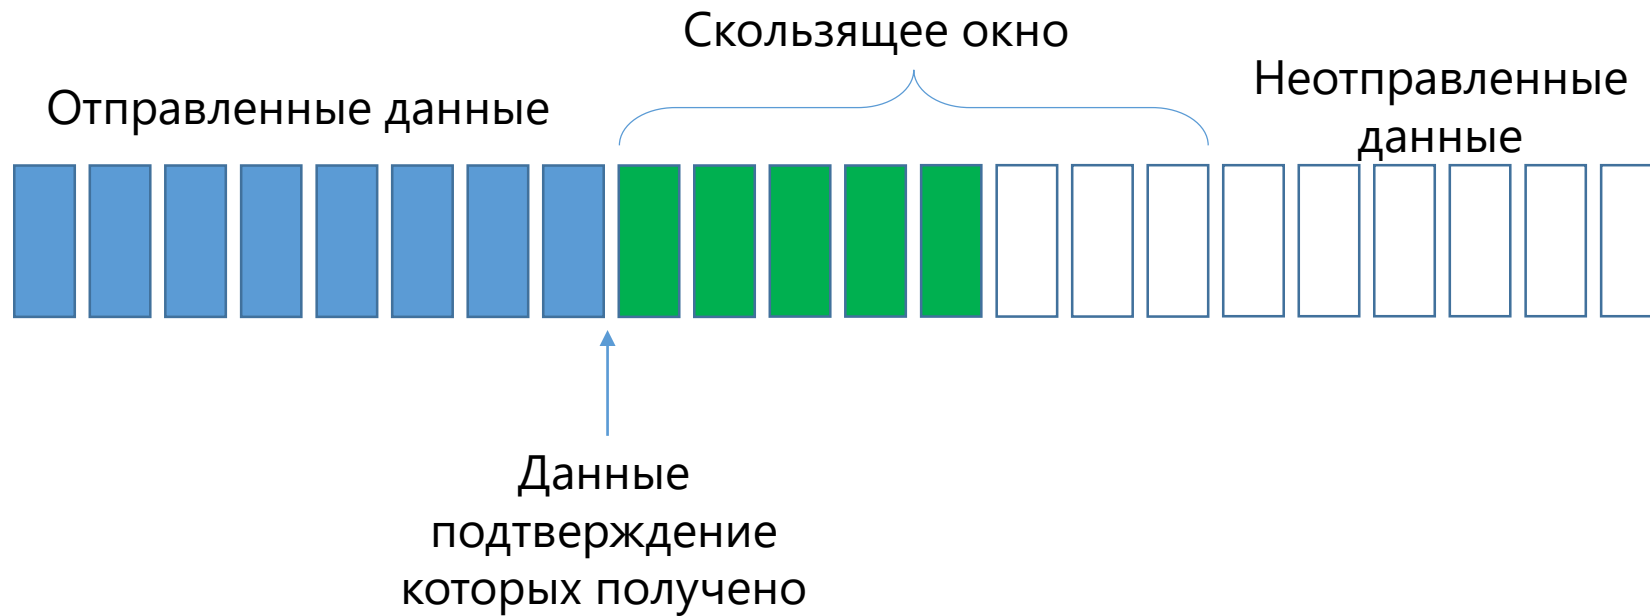 Скользящее окно
Отправленные данные
Неотправленные
данные
Данные
подтверждение
которых получено